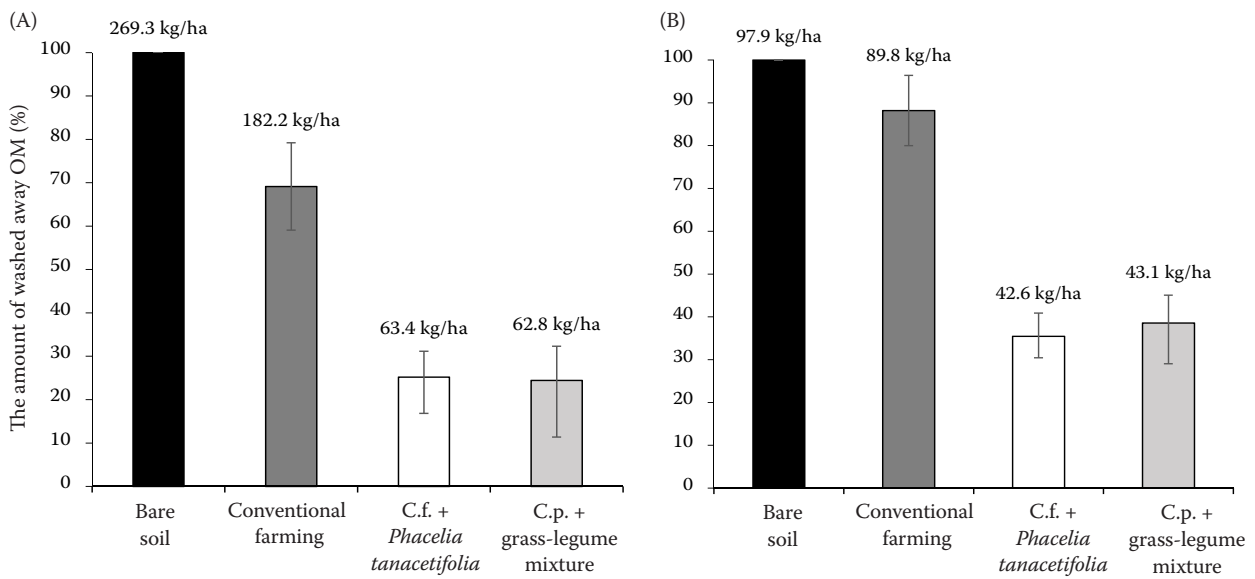 (A)
The amount of washed away OM (%)
100
90
80
70
60
50
40
30
20
10
0
269.3 kg/ha
182.2 kg/ha
63.4 kg/ha
62.8 kg/ha
Bare
soil
Conventional
farming
C.f. +
Phacelia
tanacetifolia
C.p. +
grass-legume
mixture
(B)
100
90
80
70
60
50
40
30
20
10
0
97.9 kg/ha
89.8 kg/ha
42.6 kg/ha
43.1 kg/ha
Bare
soil
Conventional
farming
C.f. +
Phacelia
tanacetifolia
C.p. +
grass-legume
mixture